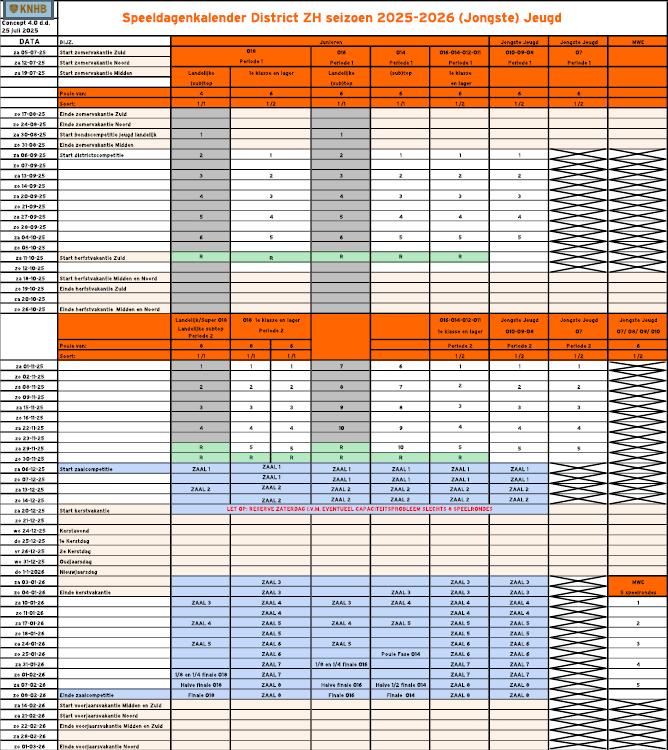 KNHB
Concept 4.0 d.d.
25 juli 2025
Speeldagenkalender District ZH seizoen 2025-2026 (Jongste) Jeugd
DATA BIJZ. Junioren Jongste Jeugd Jongste Jeugd MWE
za 05-07-25 Start zomervakantie Zuid O18 O16 O14 O16-O14-O12-O11 O10-O9-O8 O7
zo 12-07-25 Start zomervakantie Noord Periode 1 Periode 1 Periode 1 Periode 1 Periode 1 Periode 1
za 19-07-25 Start zomervakantie Midden Landelijke 1e klasse en lager Landelijke (sub)top 1e klasse
(sub)top (sub)top en lager
Poule van: 4 6 6 6 6 6
Soort: 1/1 1/2 1/1 1/1 1/2 1/2
zo 17-08-25 Einde zomervakantie Zuid
zo 24-08-25 Einde zomervakantie Noord
za 30-08-25 Start bondscompetitie jeugd landelijk 1 1
zo 31-08-25 Einde zomervakantie Midden
za 06-09-25 Start districtscompetitie 2 1 2 1 1 1
zo 07-09-25
za 13-09-25 3 2 3 2 2 2
zo 14-09-25
za 20-09-25 4 3 4 3 3 3
zo 21-09-25
za 27-09-25 5 4 5 4 4 4
zo 28-09-25
za 04-10-25 6 5 6 5 5 5
zo 05-10-25
za 11-10-25 Start herfstvakantie Zuid R R R R R
zo 12-10-25
za 18-10-25 Start herfstvakantie Midden en Noord
zo 19-10-25 Einde herfstvakantie Zuid
za 25-10-25
zo 26-10-25 Einde herfstvakantie Midden en Noord
Landelijk/Super O18 O18 1e klasse en lager O16-O14-O12-O11 Jongste Jeugd Jongste Jeugd Jongste Jeugd
Landelijke subtop Periode 2 1e klasse en lager O10-O9-O8 O7 O7/ O8/ O9/ O10
Periode 2
Poule van: 6 6 6 Periode 2 Periode 2 Periode 2 6
Soort: 1/1 1/1 1/1 1/2 1/2 1/2 1/2
za 01-11-25 1 1 1 7 6 1 1 1
zo 02-11-25
za 08-11-25 2 2 2 8 7 2 2 2
zo 09-11-25
za 15-11-25 3 3 3 9 8 3 3 3
zo 16-11-25
za 22-11-25 4 4 4 10 9 4 4 4
zo 23-11-25
za 29-11-25 R 5 5 R 10 5 5 5
zo 30-11-25 R R R R R R
za 06-12-25 Start zaalcompetitie ZAAL 1 ZAAL 1 ZAAL 1 ZAAL 1 ZAAL 1 ZAAL 1
zo 07-12-25 ZAAL 1 ZAAL 1 ZAAL 1 ZAAL 1 ZAAL 1
za 13-12-25 ZAAL 2 ZAAL 2 ZAAL 2 ZAAL 2 ZAAL 2 ZAAL 2
zo 14-12-25 ZAAL 2 ZAAL 2 ZAAL 2 ZAAL 2 ZAAL 2
za 20-12-25 Start kerstvakantie LET OP: RESERVE ZATERDAG I.V.M. EVENTUEEL CAPACITEITSPROBLEEM SLECHTS 8 SPEELRONDES
zo 21-12-25
wo 24-12-25 Kerstavond
do 25-12-25 1e Kerstdag
vr 26-12-25 2e Kerstdag
wo 31-12-25 Oudjaarsdag
do 1-1-2026 Nieuwjaarsdag
za 03-01-26 ZAAL 3 ZAAL 3 ZAAL 3 MWE
zo 04-01-26 Einde kerstvakantie ZAAL 3 ZAAL 3 ZAAL 3 ZAAL 3 5 speelrondes
za 10-01-26 ZAAL 3 ZAAL 4 ZAAL 3 ZAAL 4 ZAAL 4 ZAAL 4 1
zo 11-01-26 ZAAL 4 ZAAL 4 ZAAL 4
za 17-01-26 ZAAL 4 ZAAL 5 ZAAL 4 ZAAL 5 ZAAL 5 ZAAL 5 2
zo 18-01-26 ZAAL 5 ZAAL 5 ZAAL 5
za 24-01-26 ZAAL 5 ZAAL 6 ZAAL 5 ZAAL 6 ZAAL 6 3
zo 25-01-26 ZAAL 6 Poule Fase O14 ZAAL 6 ZAAL 6
za 31-01-26 ZAAL 7 1/8 en 1/4 finale O16 ZAAL 7 ZAAL 7 4
zo 01-02-26 1/8 en 1/4 finale O18 ZAAL 7 ZAAL 7 ZAAL 7
za 07-02-26 Halve finale O18 ZAAL 8 Halve finale O16 Halve 1/2 finale O14 ZAAL 8 ZAAL 8 5
zo 08-02-26 Einde zaalcompetitie Finale O18 ZAAL 8 Finale O16 Finale O14 ZAAL 8 ZAAL 8
za 14-02-26 Start voorjaarsvakantie Midden en Zuid
za 21-02-26 Start voorjaarsvakantie Noord
zo 22-02-26 Einde voorjaarsvakantie Midden en Zuid
za 28-02-26
zo 01-03-26 Einde voorjaarsvakantie Noord